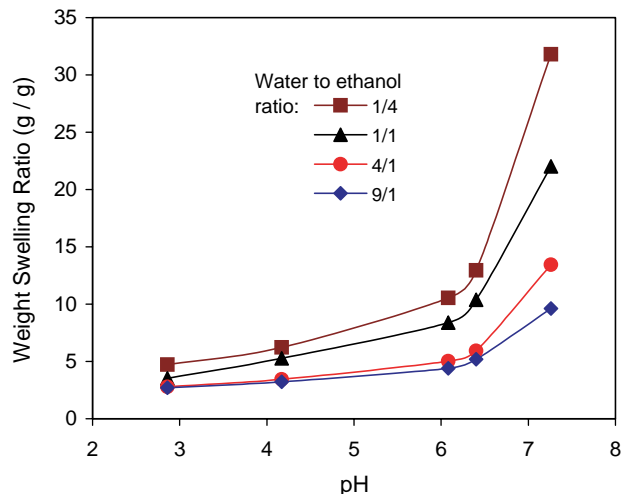 35
30
25
20
15
10
5
0
Weight Swelling Ratio (g / g)
Water to ethanol
ratio: 1/4
1/1
4/1
9/1
2 3 4 5 6 7 8
pH